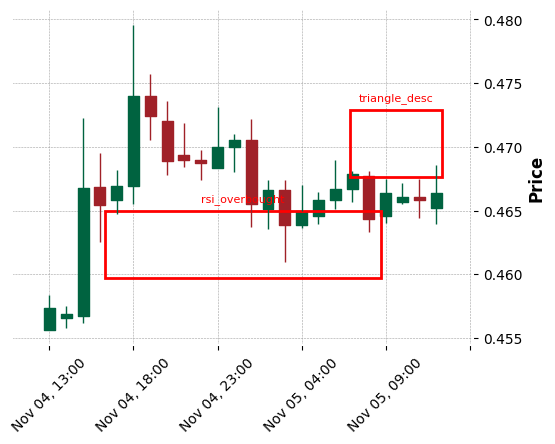 0.480
0.475
triangle_desc
0.470
rsi_overbough
0.465
0.460
0.455
Price
Nov 04, 13:00
Nov 04, 18:00
Nov 04, 23:00
Nov 05, 04:00
Nov 05, 09:00